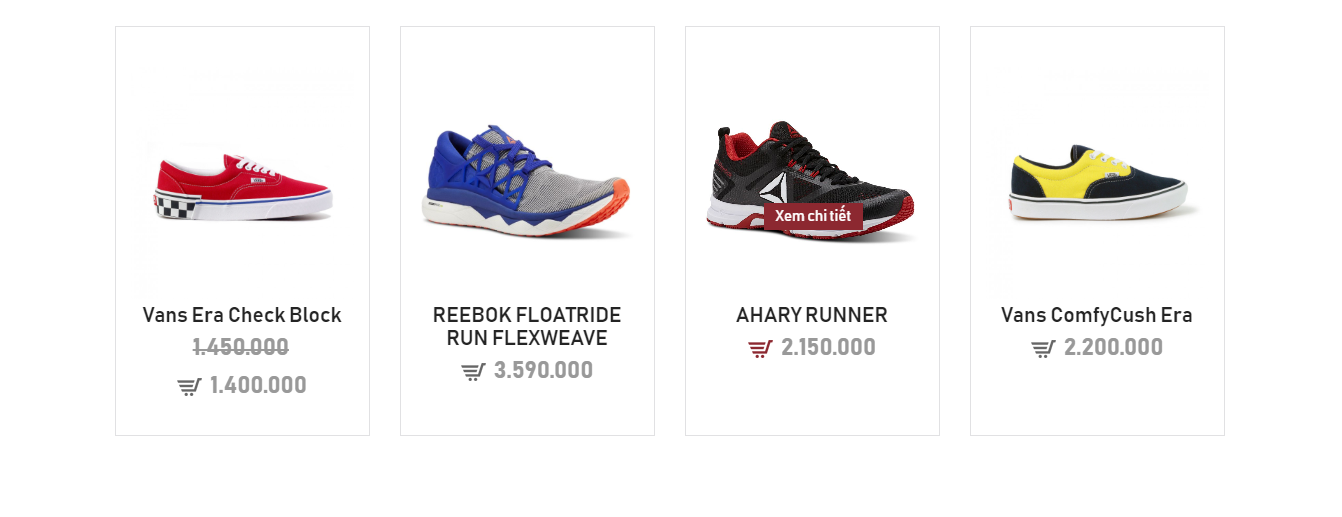 Xem chi tiết
Vans Era Check Block
1.450.000
1.400.000
REEBOK FLOATRIDE
RUN FLEXWEAVE
3.590.000
AHARY RUNNER
2.150.000
Vans ComfyCush Era
2.200.000